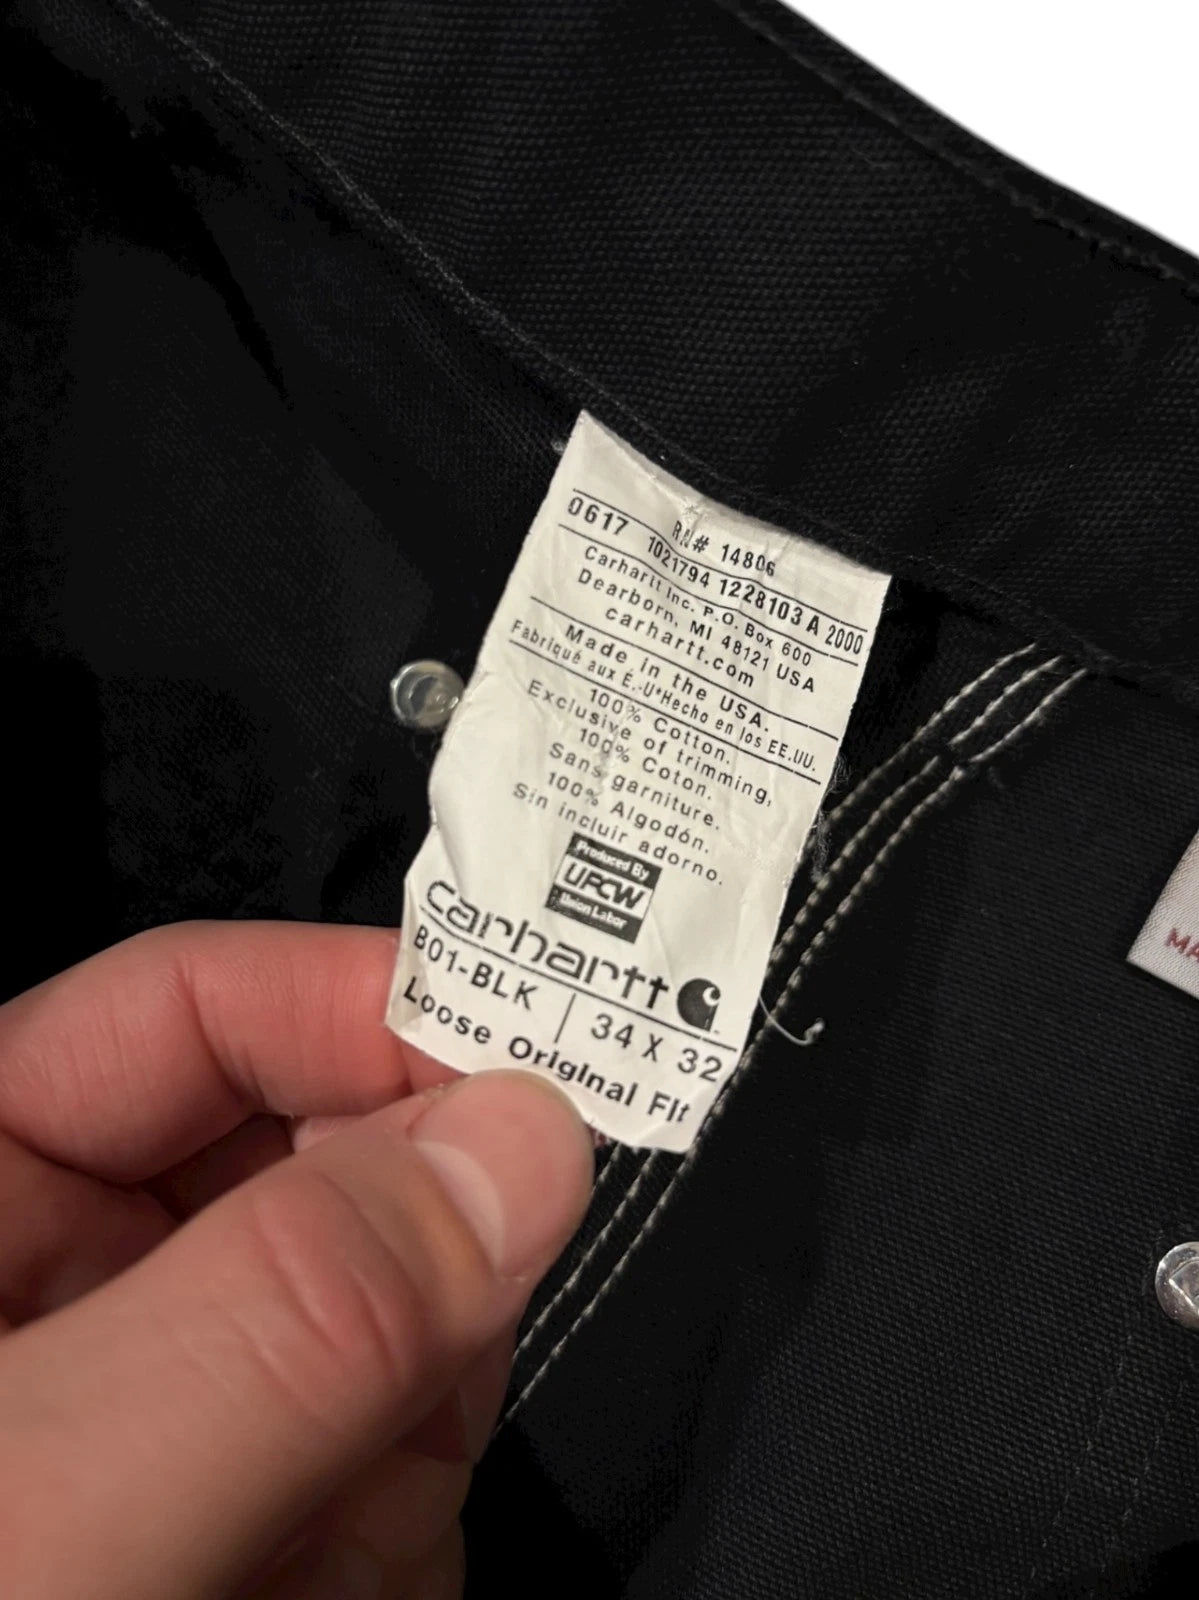 RN# 14806
0617 1021794 1228103 A 2000
Carhartt Inc. P.O. Box 600
Dearborn, MI 48121 USA
carhartt.com
Made in the USA.
Fabriqué aux É.-U*Hecho en los EE.UU.
100% Cotton.
Exclusive of trimming,
100% Coton.
Sans garniture.
100% Algodón.
Sin incluir adorno.
Produced By
UFCW
Union Labor
carhartt
B01-BLK | 34 X 32
Loose Original Fit